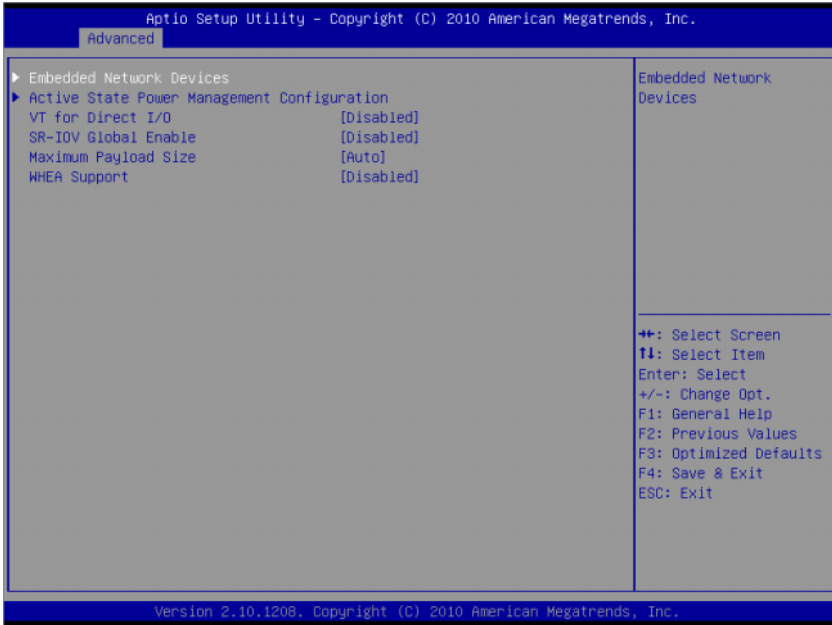 Aptio Setup Utility – Copyright (C) 2010 American Megatrends, Inc.
Advanced
▶ Embedded Network Devices
▶ Active State Power Management Configuration
VT for Direct I/O [Disabled]
SR-IOV Global Enable [Disabled]
Maximum Payload Size [Auto]
WHEA Support [Disabled]
Embedded Network
Devices
→←: Select Screen
↑↓: Select Item
Enter: Select
+/-: Change Opt.
F1: General Help
F2: Previous Values
F3: Optimized Defaults
F4: Save & Exit
ESC: Exit
Version 2.10.1208. Copyright (C) 2010 American Megatrends, Inc.